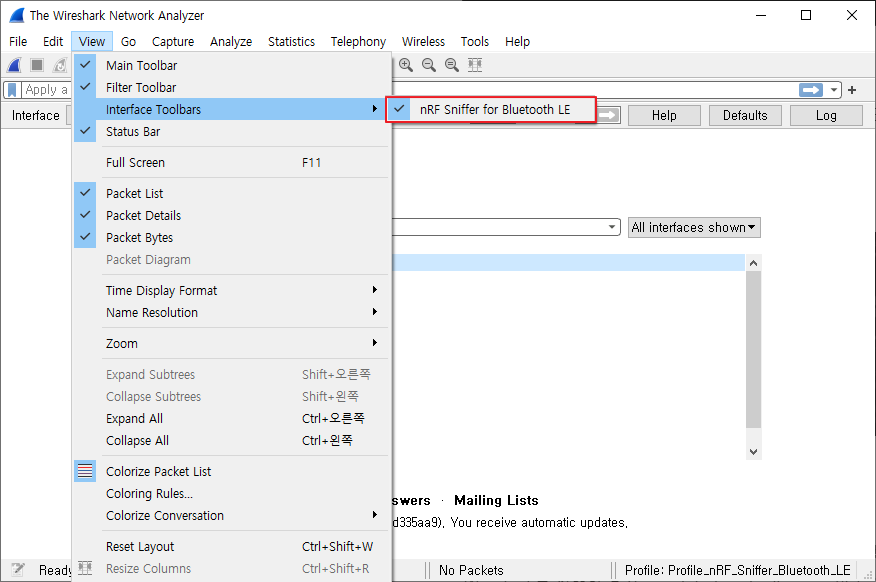 The Wireshark Network Analyzer
File Edit View Go Capture Analyze Statistics Telephony Wireless Tools Help
Main Toolbar
Filter Toolbar
Apply a
Interface Toolbars
nRF Sniffer for Bluetooth LE
Interface
Status Bar
Help Defaults Log
Full Screen F11
Packet List
Packet Details
Packet Bytes
All interfaces shown
Packet Diagram
Time Display Format
Name Resolution
Zoom
Expand Subtrees Shift+오른쪽
Collapse Subtrees Shift+왼쪽
Expand All Ctrl+오른쪽
Collapse All Ctrl+왼쪽
Colorize Packet List
Coloring Rules...
swers · Mailing Lists
Colorize Conversation
d335aa9). You receive automatic updates.
Reset Layout Ctrl+Shift+W
Resize Columns Ctrl+Shift+R
Ready
No Packets
Profile: Profile_nRF_Sniffer_Bluetooth_LE